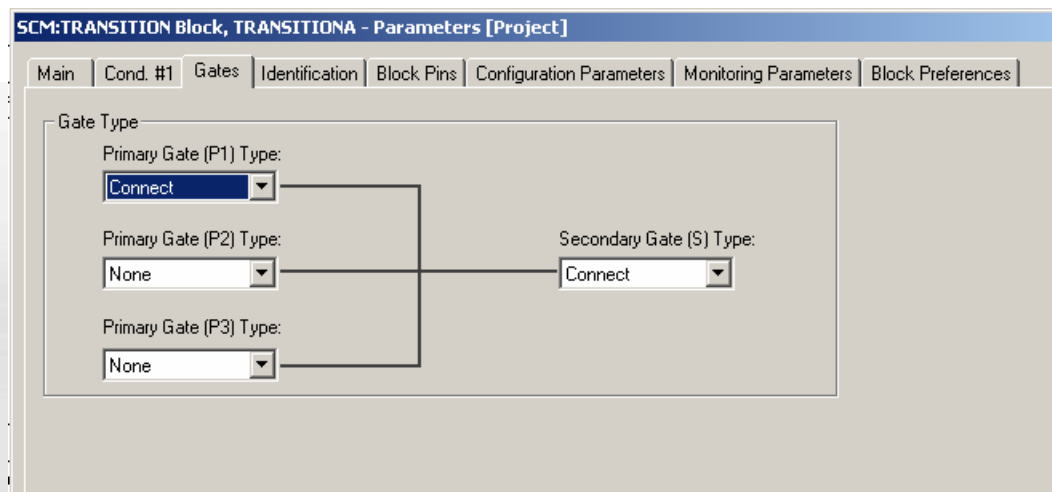 SCM:TRANSITION Block, TRANSITIONA - Parameters [Project]
Main Cond. #1 Gates Identification Block Pins Configuration Parameters Monitoring Parameters Block Preferences
Gate Type
Primary Gate (P1) Type:
Connect
Primary Gate (P2) Type:
Secondary Gate (S) Type:
None
Connect
Primary Gate (P3) Type:
None